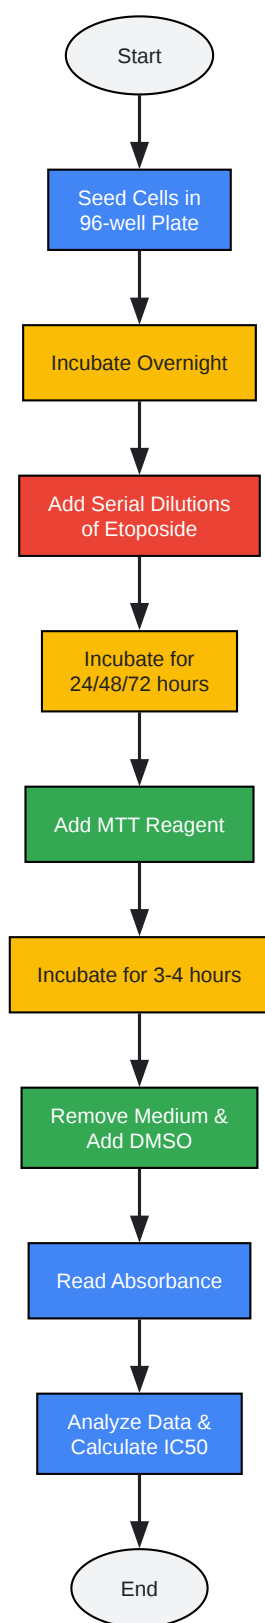 Start
Seed Cells in
96-well Plate
Incubate Overnight
Add Serial Dilutions
of Etoposide
Incubate for
24/48/72 hours
Add MTT Reagent
Incubate for 3-4 hours
Remove Medium &
Add DMSO
Read Absorbance
Analyze Data &
Calculate IC50
End